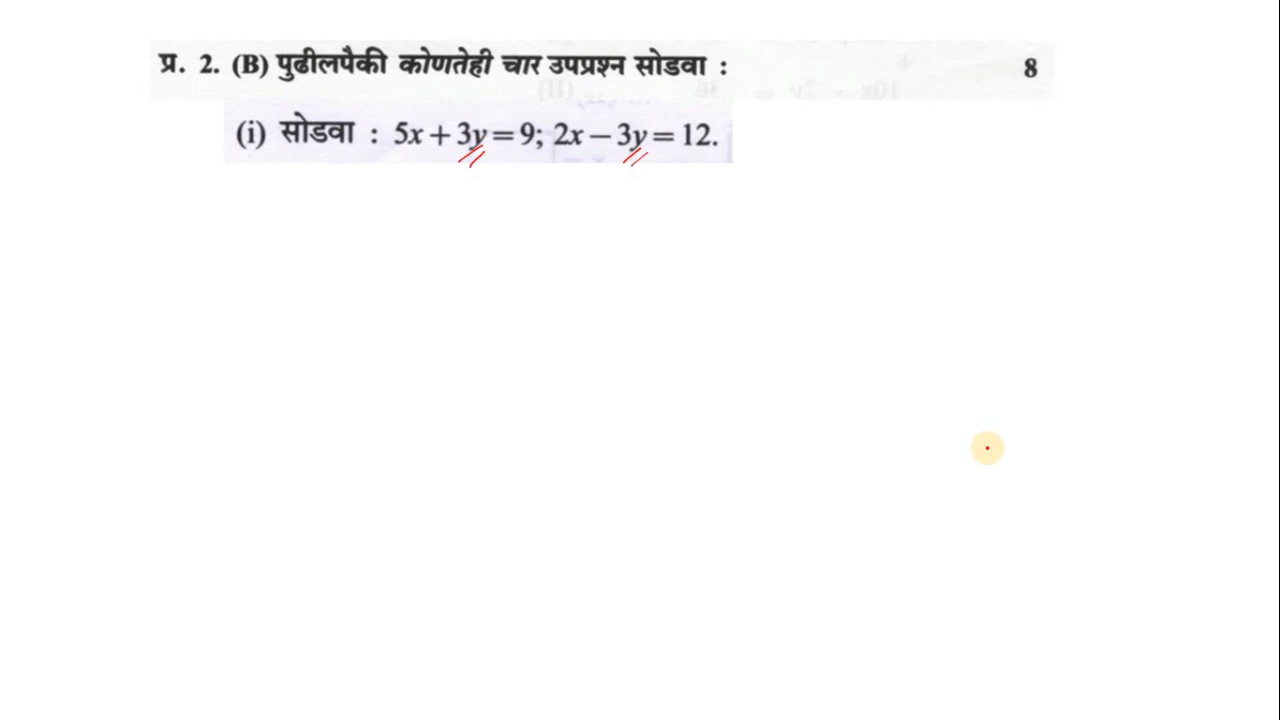 प्र. 2. (B) पुढीलपैकी कोणतेही चार उपप्रश्न सोडवा : 8
(i) सोडवा : 5x + 3y = 9; 2x − 3y = 12.